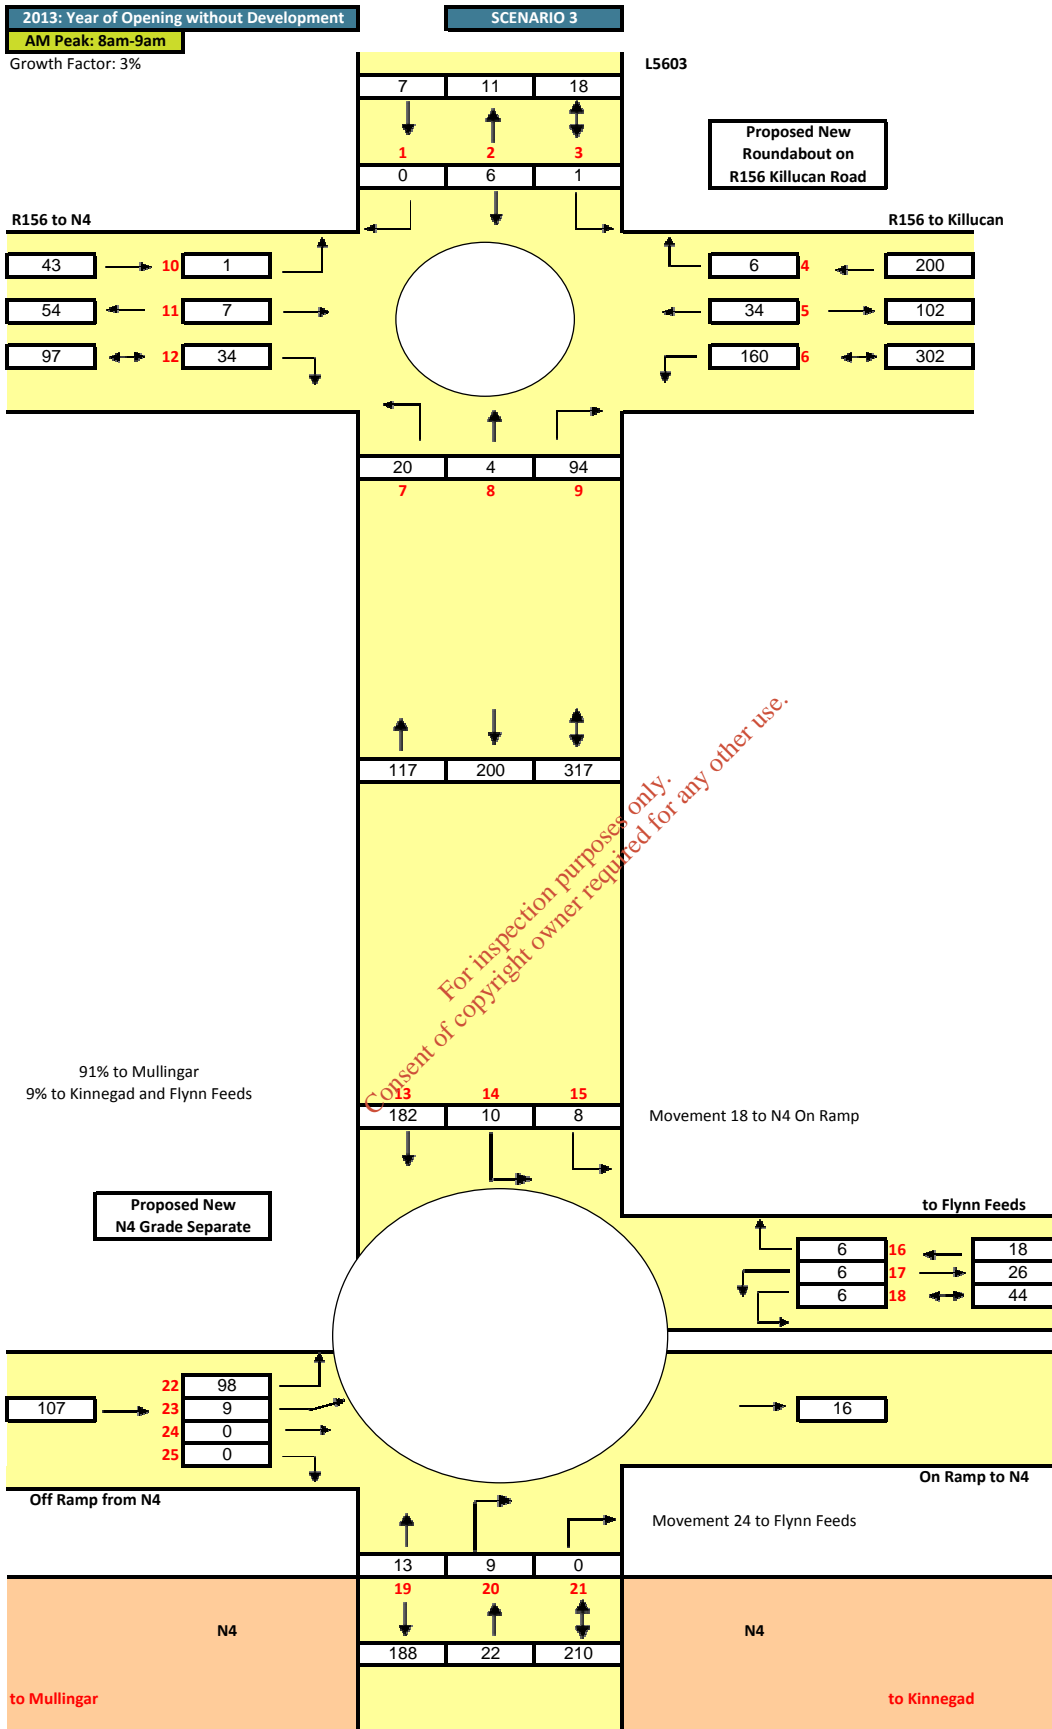 2013: Year of Opening without Development
SCENARIO 3
AM Peak: 8am-9am
Growth Factor: 3%
L5603
7 11 18
Proposed New
Roundabout on
R156 Killucan Road
1 2 3
0 6 1
R156 to N4
R156 to Killucan
43 10 1
6 4 200
54 11 7
34 5 102
97 12 34
160 6 302
20 4 94
7 8 9
117 200 317
For inspection purposes only.
Consent of copyright owner required for any other use.
91% to Mullingar
9% to Kinnegad and Flynn Feeds
13 14 15
182 10 8
Movement 18 to N4 On Ramp
Proposed New
N4 Grade Separate
to Flynn Feeds
6 16 18
6 17 26
6 18 44
22 98
107 23 9
24 0
25 0
16
Off Ramp from N4
On Ramp to N4
Movement 24 to Flynn Feeds
13 9 0
19 20 21
N4
N4
188 22 210
to Mullingar
to Kinnegad